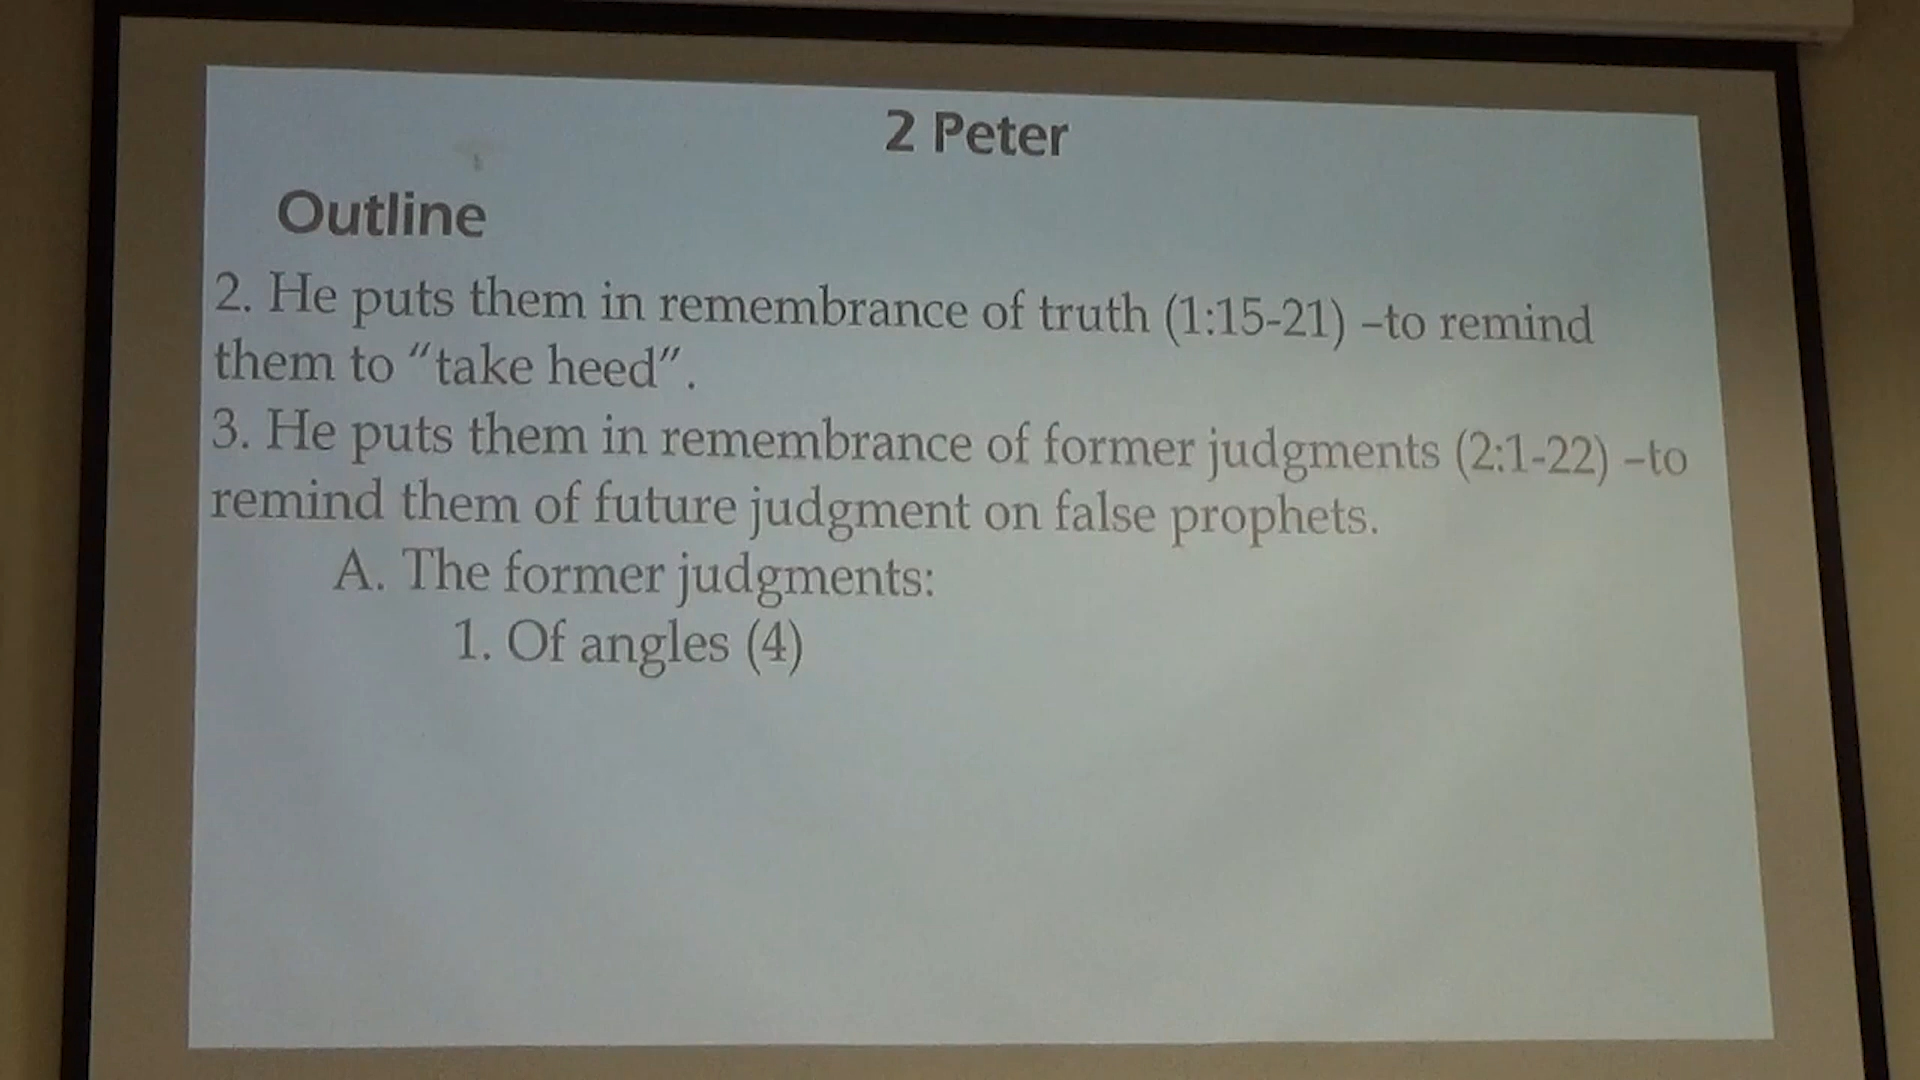 2 Peter
Outline
2. He puts them in remembrance of truth (1:15-21) –to remind
them to "take heed".
3. He puts them in remembrance of former judgments (2:1-22) –to
remind them of future judgment on false prophets.
A. The former judgments:
1. Of angles (4)